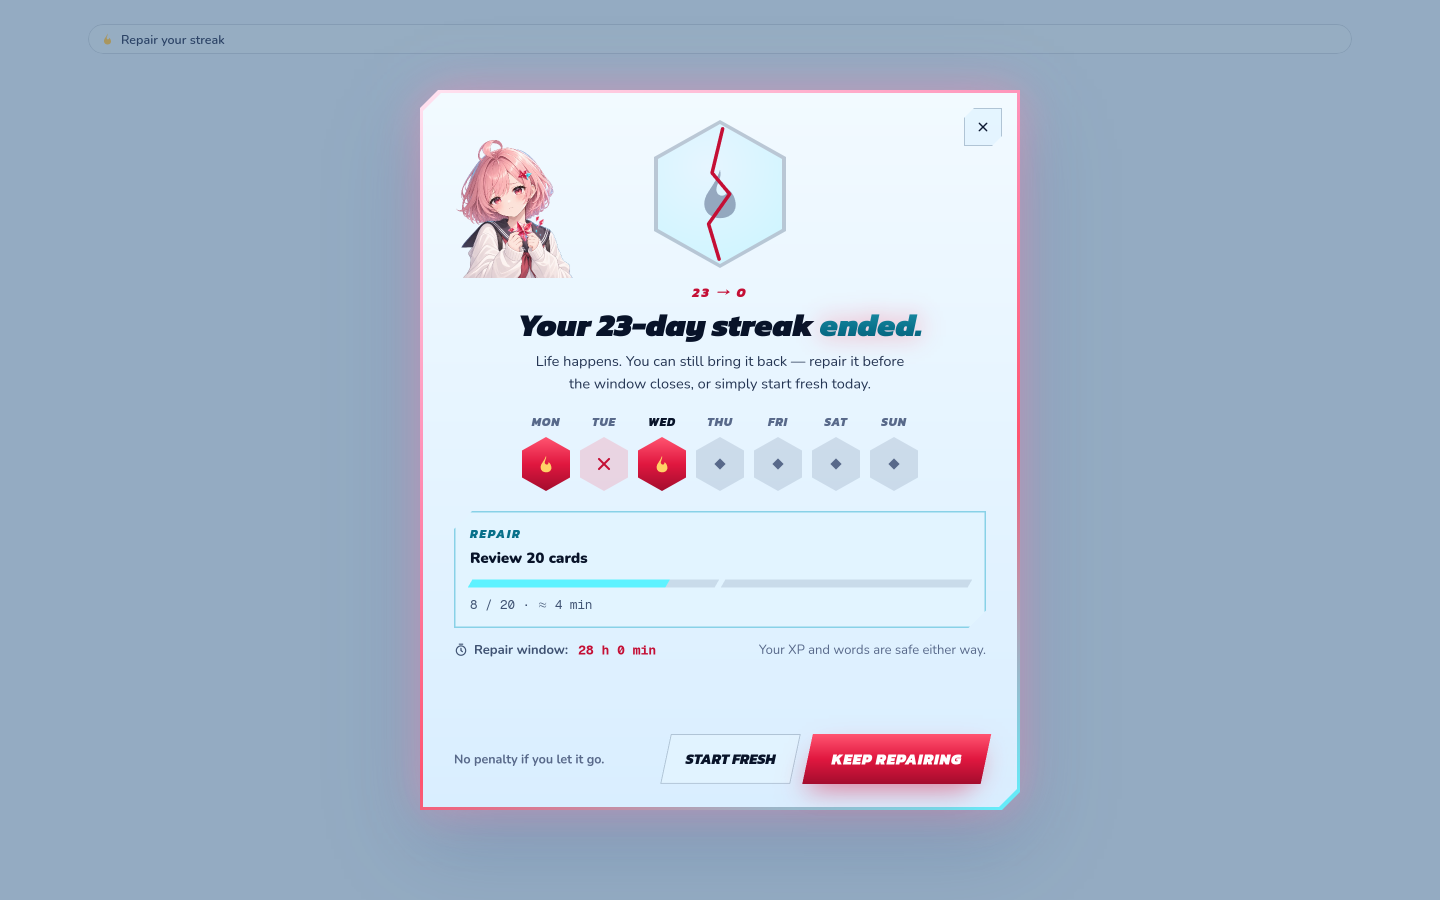 Repair your streak
23 → 0
Your 23-day streak ended.
Life happens. You can still bring it back — repair it before
the window closes, or simply start fresh today.
MON TUE WED THU FRI SAT SUN
REPAIR
Review 20 cards
8 / 20 · ≈ 4 min
Repair window: 28 h 0 min
Your XP and words are safe either way.
No penalty if you let it go.
START FRESH
KEEP REPAIRING